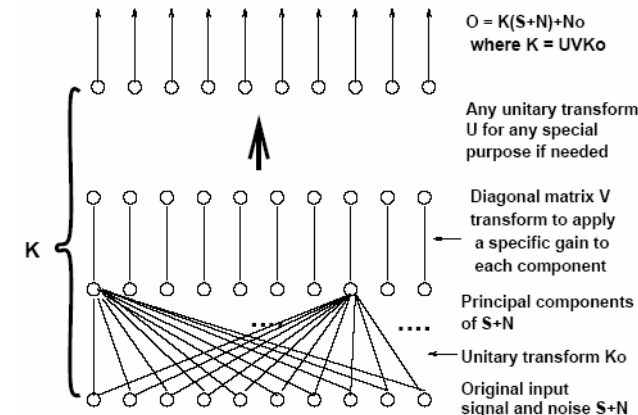 O = K(S+N)+No
where K = UVKo
Any unitary transform
U for any special
purpose if needed
Diagonal matrix V
transform to apply
a specific gain to
each component
K
Principal components
of S+N
....
....
Unitary transform Ko
Original input
signal and noise S+N